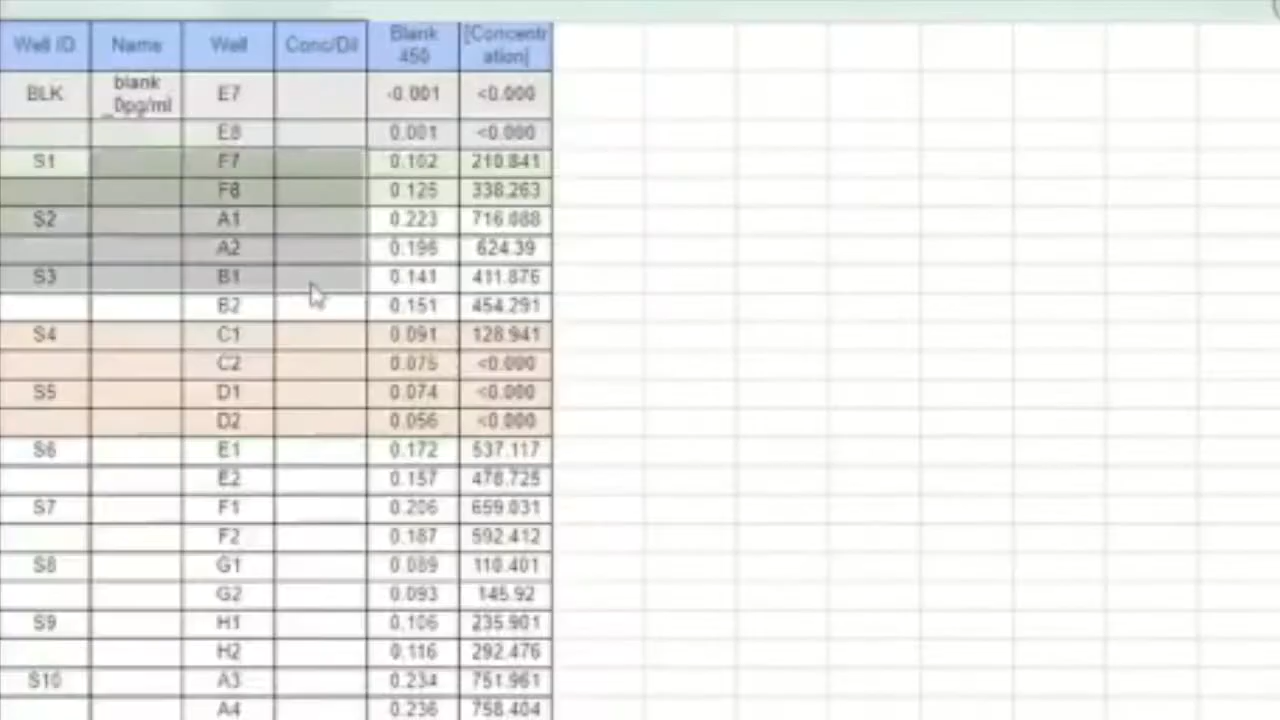 Well ID Name Well Conc/Dil Blank 450 [Concentration]
BLK blank _0pg/ml E7 -0.001 <0.000
E8 0.001 <0.000
S1 F7 0.102 210.841
F8 0.125 338.263
S2 A1 0.223 716.088
A2 0.196 624.39
S3 B1 0.141 411.876
B2 0.151 454.291
S4 C1 0.091 128.941
C2 0.075 <0.000
S5 D1 0.074 <0.000
D2 0.056 <0.000
S6 E1 0.172 537.117
E2 0.157 478.725
S7 F1 0.206 659.031
F2 0.187 592.412
S8 G1 0.089 110.401
G2 0.093 145.92
S9 H1 0.106 235.901
H2 0.116 292.476
S10 A3 0.234 751.961
A4 0.236 758.404